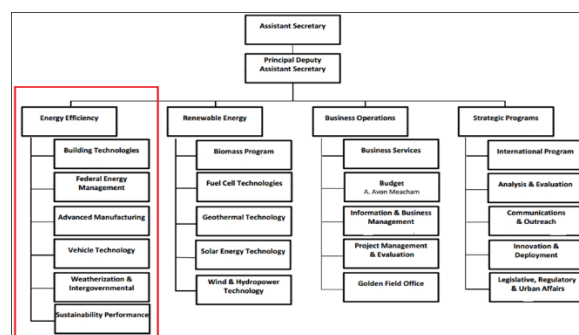 Assistant Secretary
Principal Deputy
Assistant Secretary
Energy Efficiency
Building Technologies
Federal Energy
Management
Advanced Manufacturing
Vehicle Technology
Weatherization &
Intergovernmental
Sustainability Performance
Renewable Energy
Biomass Program
Fuel Cell Technologies
Geothermal Technology
Solar Energy Technology
Wind & Hydropower
Technology
Business Operations
Business Services
Budget
A. Avon Meacham
Information & Business
Management
Project Management
& Evaluation
Golden Field Office
Strategic Programs
International Program
Analysis & Evaluation
Communications
& Outreach
Innovation &
Deployment
Legislative, Regulatory
& Urban Affairs